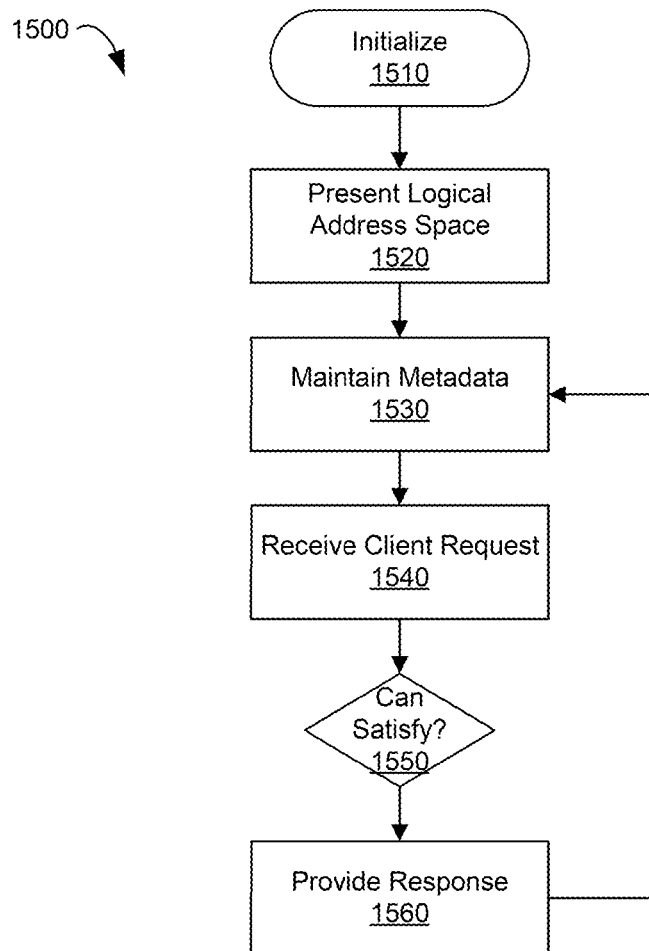 1500
Initialize
1510
Present Logical
Address Space
1520
Maintain Metadata
1530
Receive Client Request
1540
Can
Satisfy?
1550
Provide Response
1560